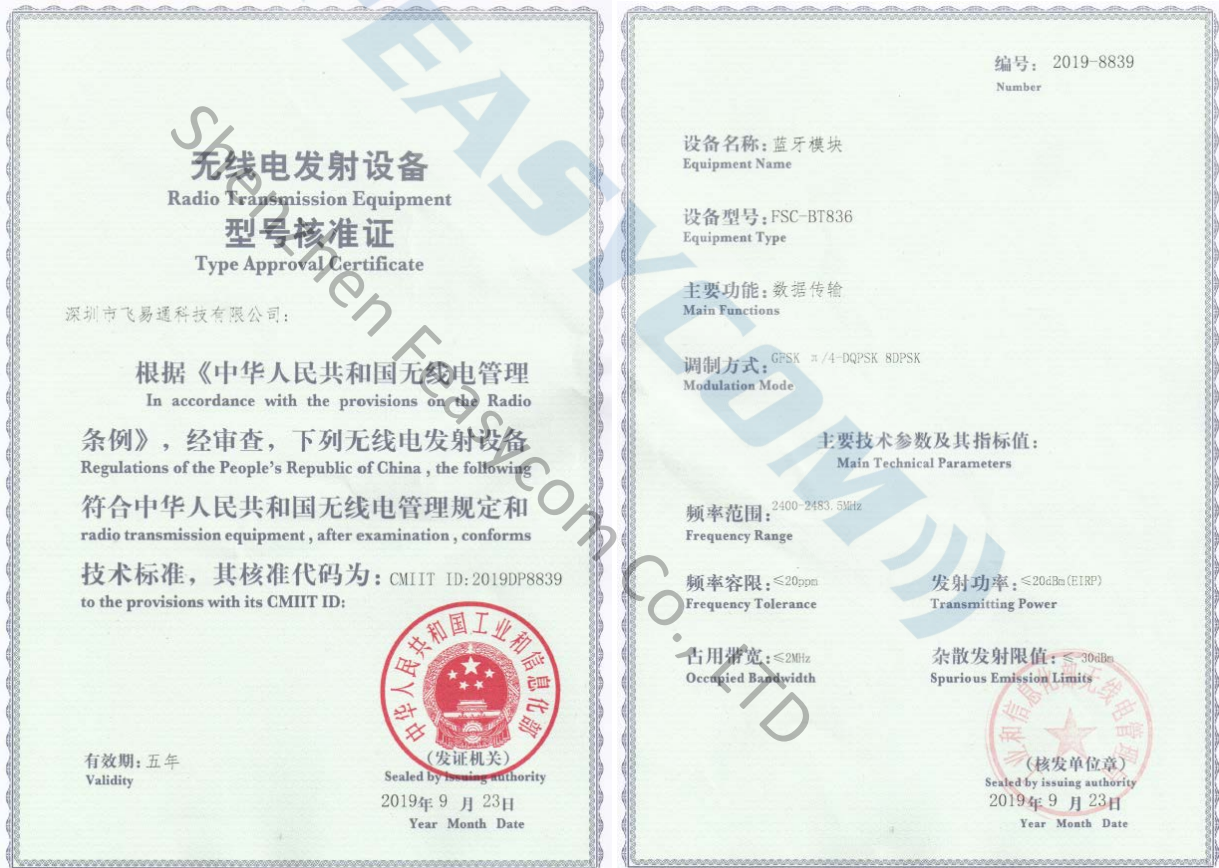 无线电发射设备
Radio Transmission Equipment
型号核准证
Type Approval Certificate
深圳市飞易通科技有限公司:
根据《中华人民共和国无线电管理
In accordance with the provisions on the Radio
条例》,经审查,下列无线电发射设备
Regulations of the People's Republic of China , the following
符合中华人民共和国无线电管理规定和
radio transmission equipment , after examination , conforms
技术标准,其核准代码为: CMIIT ID:2019DP8839
to the provisions with its CMIIT ID:
中华人民共和国工业和信息化部
有效期: 五年
Validity
(发证机关)
Sealed by issuing authority
2019年 9 月 23日
Year Month Date
编号: 2019-8839
Number
设备名称: 蓝牙模块
Equipment Name
设备型号: FSC-BT836
Equipment Type
主要功能: 数据传输
Main Functions
调制方式: GFSK π/4-DQPSK 8DPSK
Modulation Mode
主要技术参数及其指标值:
Main Technical Parameters
频率范围: 2400-2483.5MHz
Frequency Range
频率容限: ≤20ppm
Frequency Tolerance
发射功率: ≤20dBm(EIRP)
Transmitting Power
占用带宽: ≤2MHz
Occupied Bandwidth
杂散发射限值: ≤-30dBm
Spurious Emission Limits
业和信息化部无线电管理
(核发单位章)
Sealed by issuing authority
2019年 9 月 23日
Year Month Date
EASYCOM
Shenzhen Feasycom Co., LTD